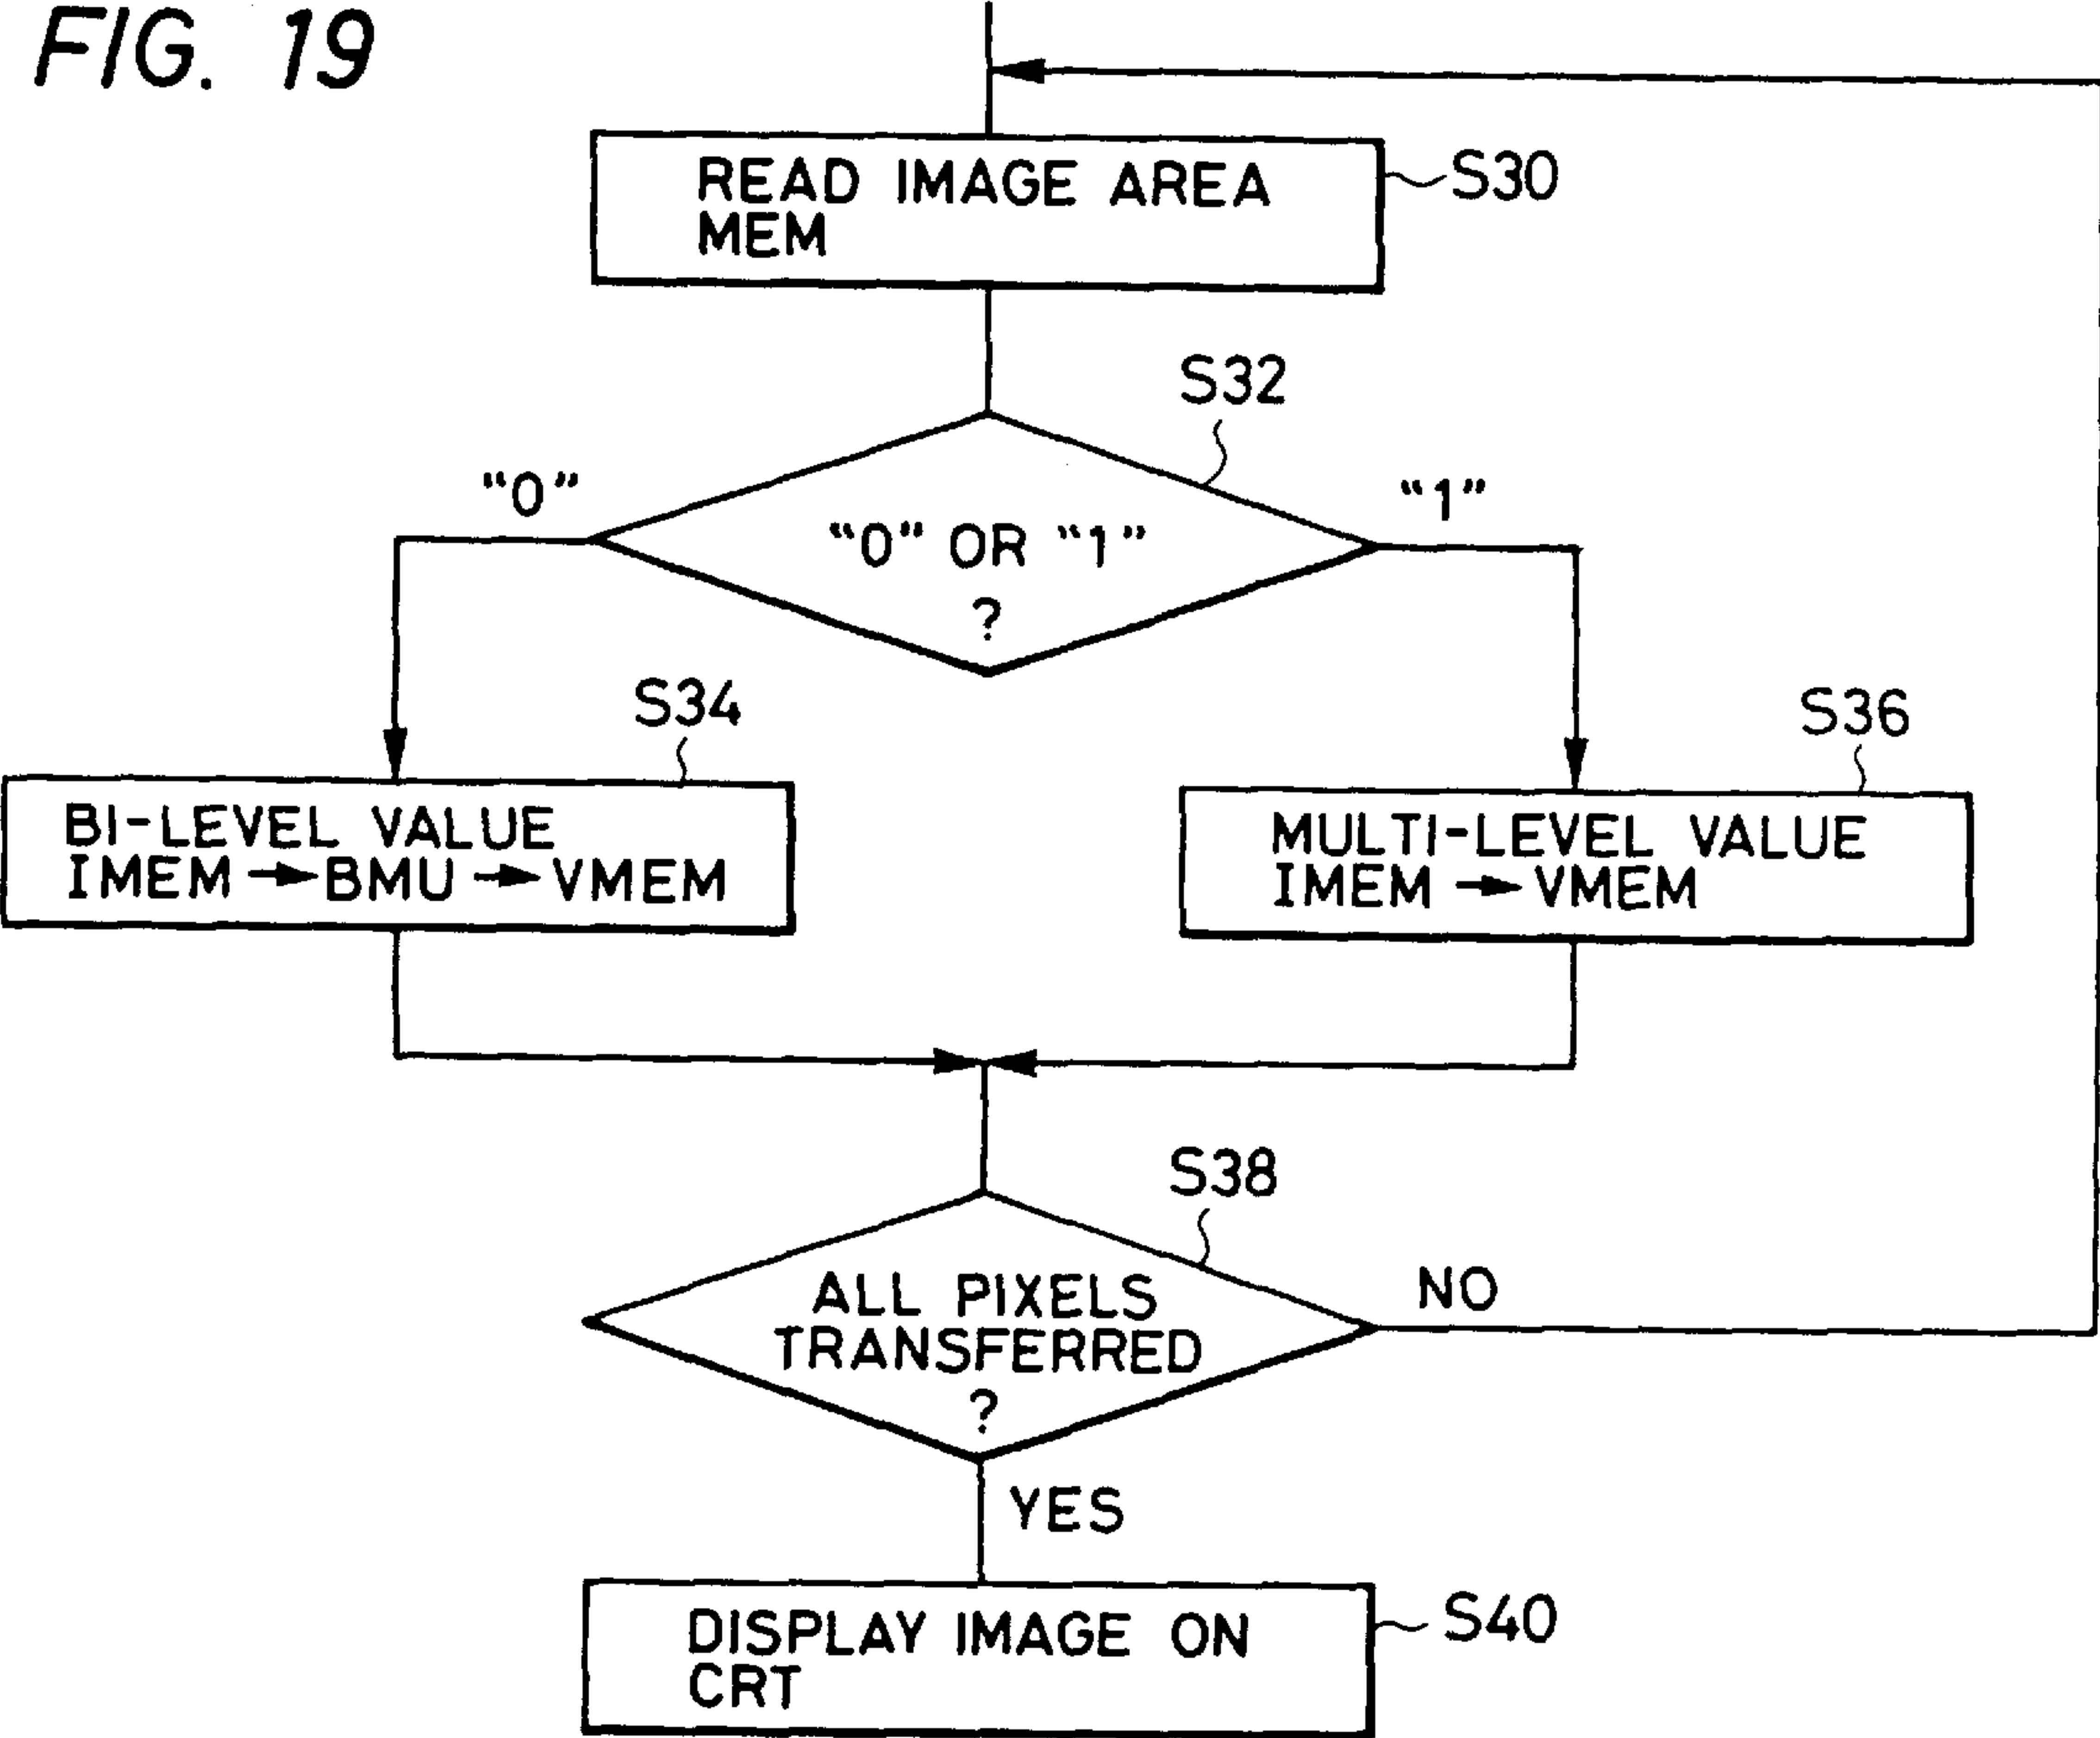 FIG. 19
READ IMAGE AREA
MEM
S30
S32
“0”
“0” OR “1”
?
“1”
S34
BI-LEVEL VALUE
IMEM → BMU → VMEM
S36
MULTI-LEVEL VALUE
IMEM → VMEM
S38
ALL PIXELS
TRANSFERRED
?
NO
YES
DISPLAY IMAGE ON
CRT
S40